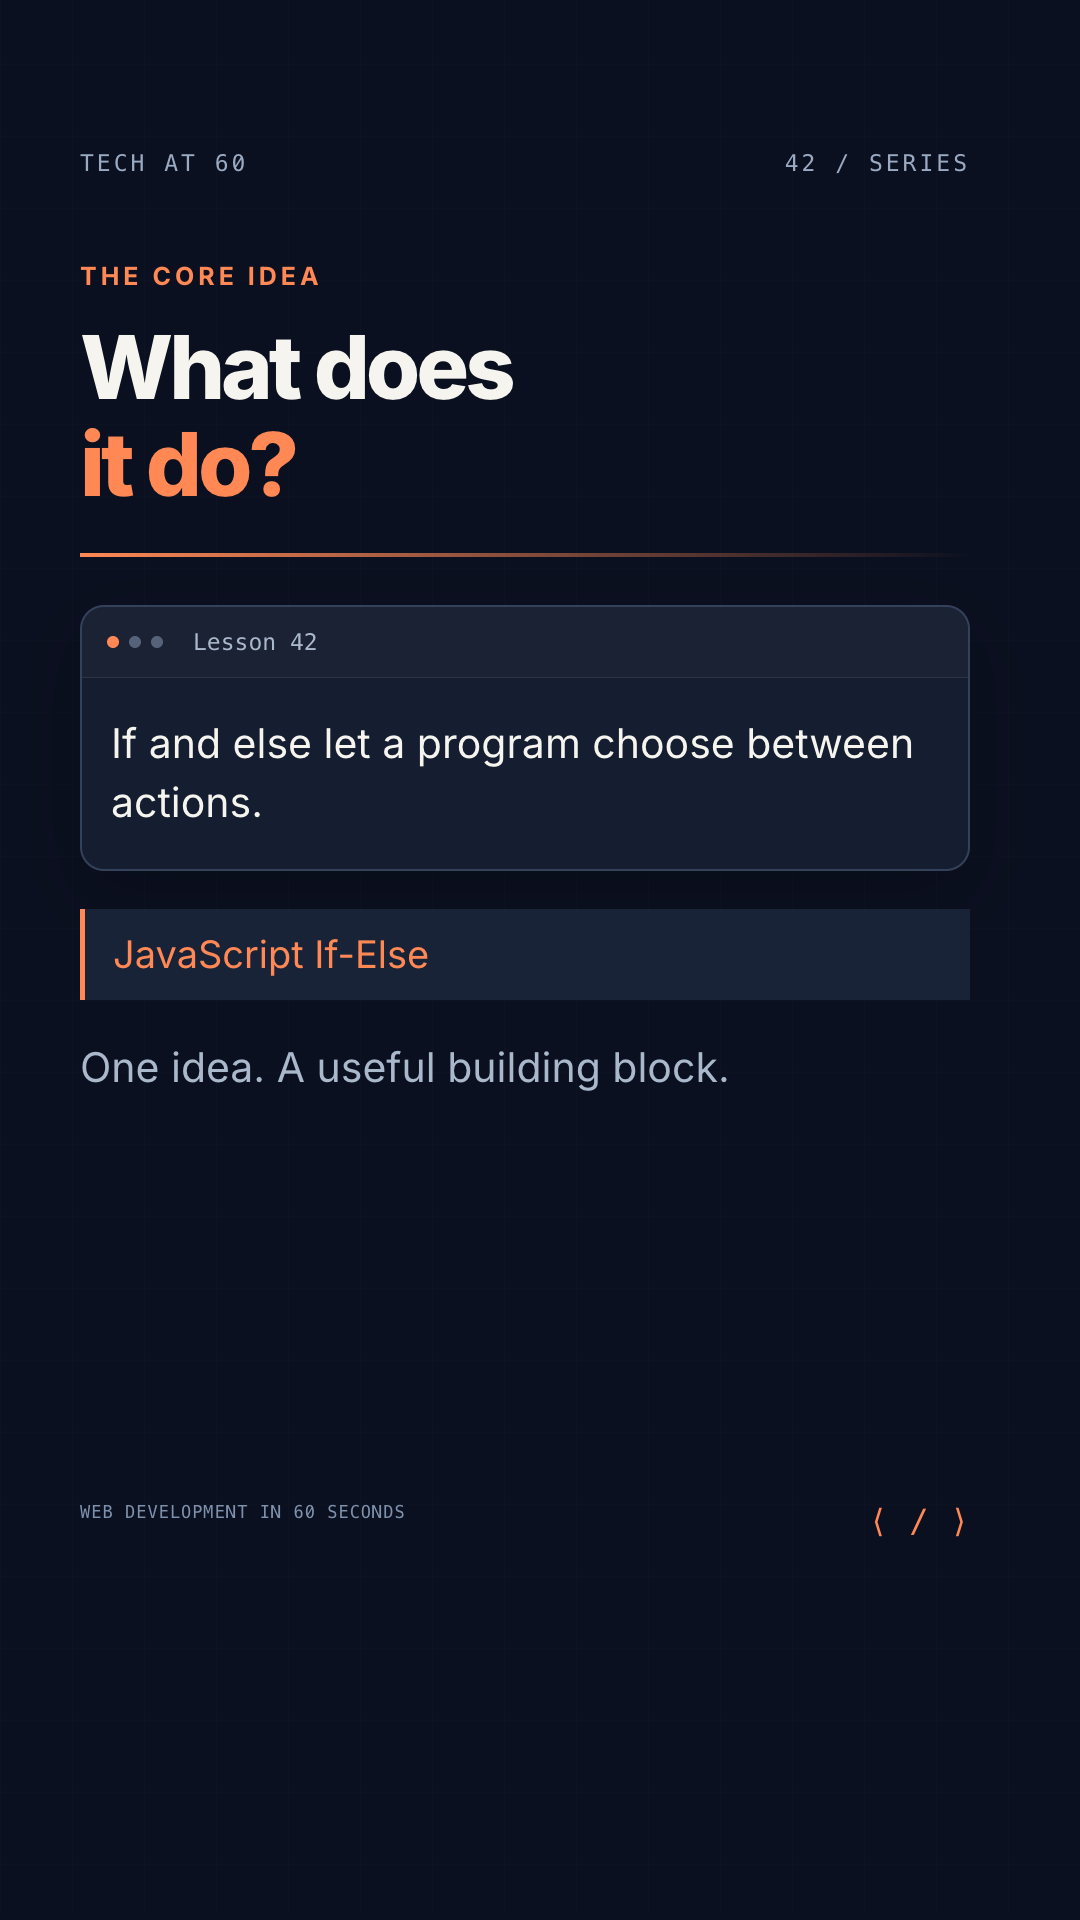 TECH AT 60
42 / SERIES
THE CORE IDEA
What does
it do?
Lesson 42
If and else let a program choose between
actions.
JavaScript If-Else
One idea. A useful building block.
WEB DEVELOPMENT IN 60 SECONDS
⟨ / ⟩